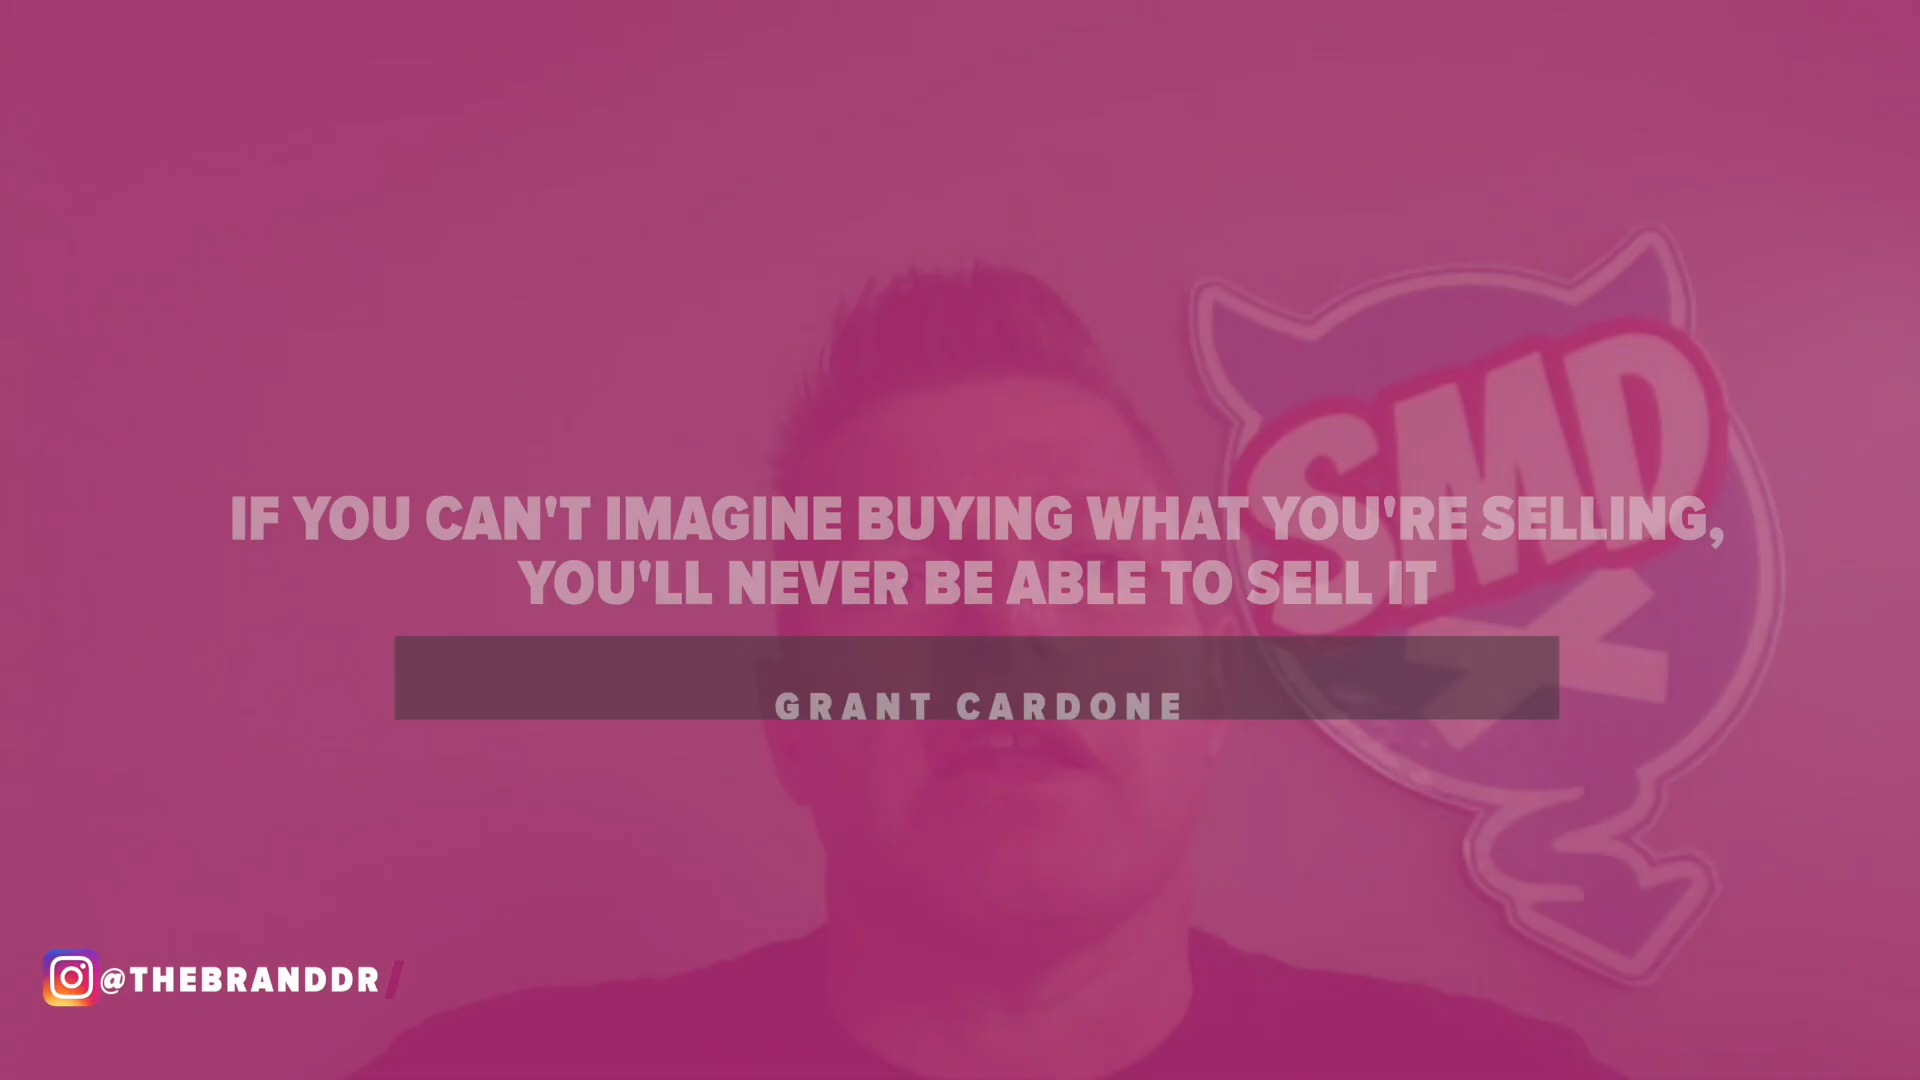 SMD
IF YOU CAN'T IMAGINE BUYING WHAT YOU'RE SELLING,
YOU'LL NEVER BE ABLE TO SELL IT
GRANT CARDONE
@THEBRANDDR